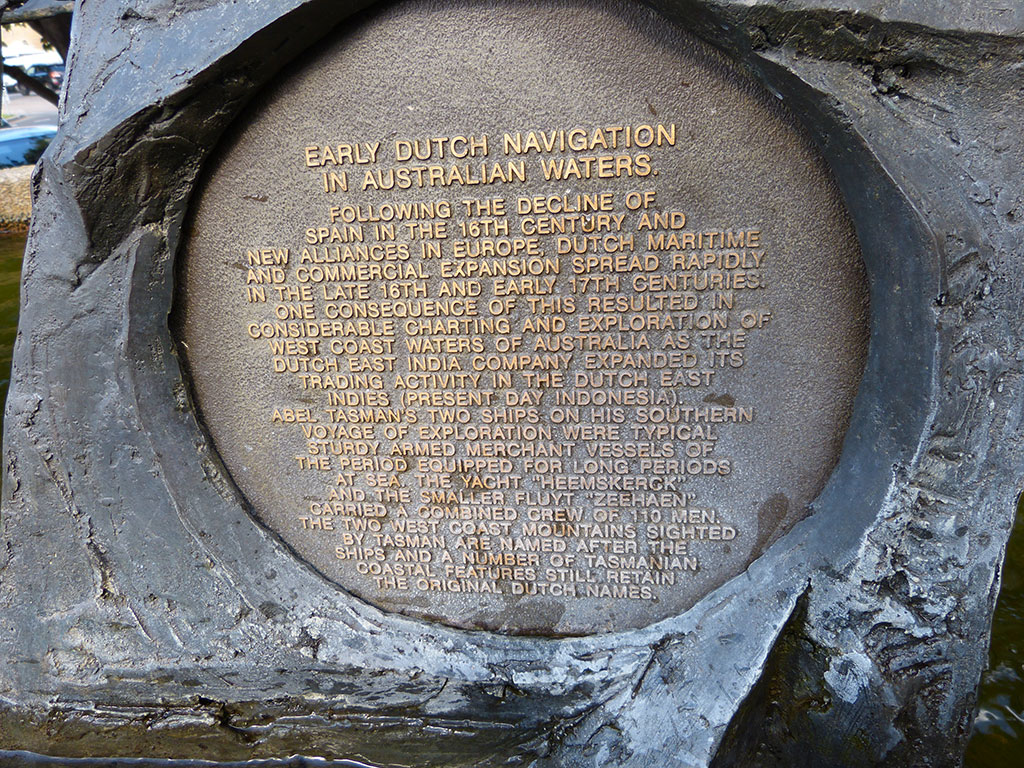 EARLY DUTCH NAVIGATION
IN AUSTRALIAN WATERS.
FOLLOWING THE DECLINE OF
SPAIN IN THE 16TH CENTURY AND
NEW ALLIANCES IN EUROPE, DUTCH MARITIME
AND COMMERCIAL EXPANSION SPREAD RAPIDLY
IN THE LATE 16TH AND EARLY 17TH CENTURIES.
ONE CONSEQUENCE OF THIS RESULTED IN
CONSIDERABLE CHARTING AND EXPLORATION OF
WEST COAST WATERS OF AUSTRALIA AS THE
DUTCH EAST INDIA COMPANY EXPANDED ITS
TRADING ACTIVITY IN THE DUTCH EAST
INDIES (PRESENT DAY INDONESIA).
ABEL TASMAN'S TWO SHIPS ON HIS SOUTHERN
VOYAGE OF EXPLORATION WERE TYPICAL
STURDY ARMED MERCHANT VESSELS OF
THE PERIOD EQUIPPED FOR LONG PERIODS
AT SEA. THE YACHT "HEEMSKERCK"
AND THE SMALLER FLUYT "ZEEHAEN"
CARRIED A COMBINED CREW OF 110 MEN.
THE TWO WEST COAST MOUNTAINS SIGHTED
BY TASMAN ARE NAMED AFTER THE
SHIPS AND A NUMBER OF TASMANIAN
COASTAL FEATURES STILL RETAIN
THE ORIGINAL DUTCH NAMES.